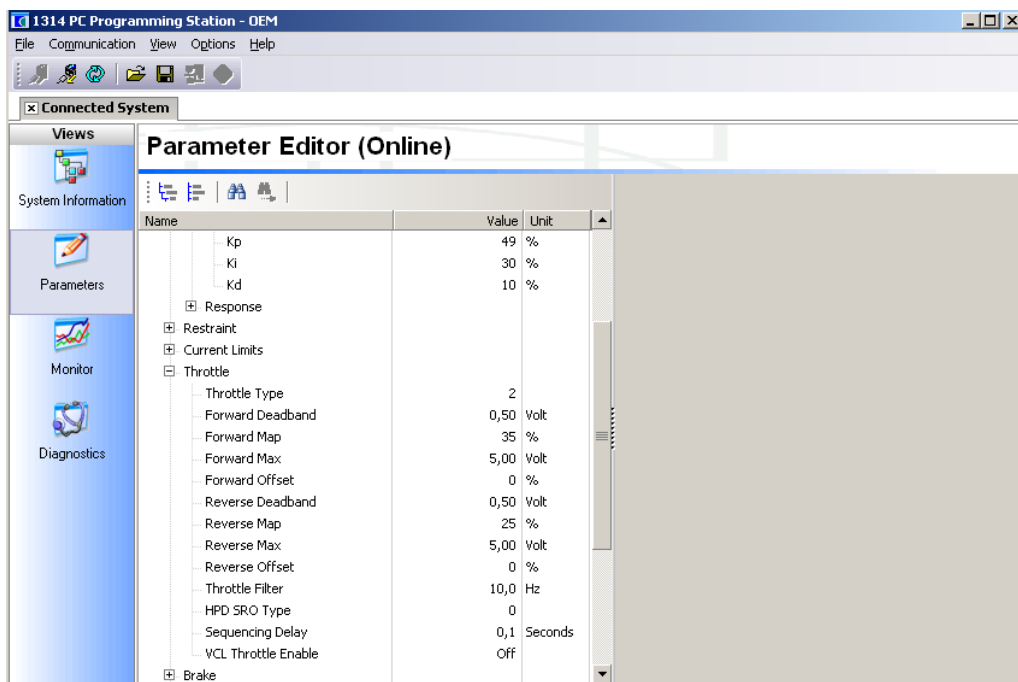 1314 PC Programming Station - OEM
File Communication View Options Help
Connected System
Views
System Information
Parameters
Monitor
Diagnostics
Parameter Editor (Online)
Name Value Unit
Kp 49 %
Ki 30 %
Kd 10 %
Response
Restraint
Current Limits
Throttle
Throttle Type 2
Forward Deadband 0,50 Volt
Forward Map 35 %
Forward Max 5,00 Volt
Forward Offset 0 %
Reverse Deadband 0,50 Volt
Reverse Map 25 %
Reverse Max 5,00 Volt
Reverse Offset 0 %
Throttle Filter 10,0 Hz
HPD SRO Type 0
Sequencing Delay 0,1 Seconds
VCL Throttle Enable Off
Brake